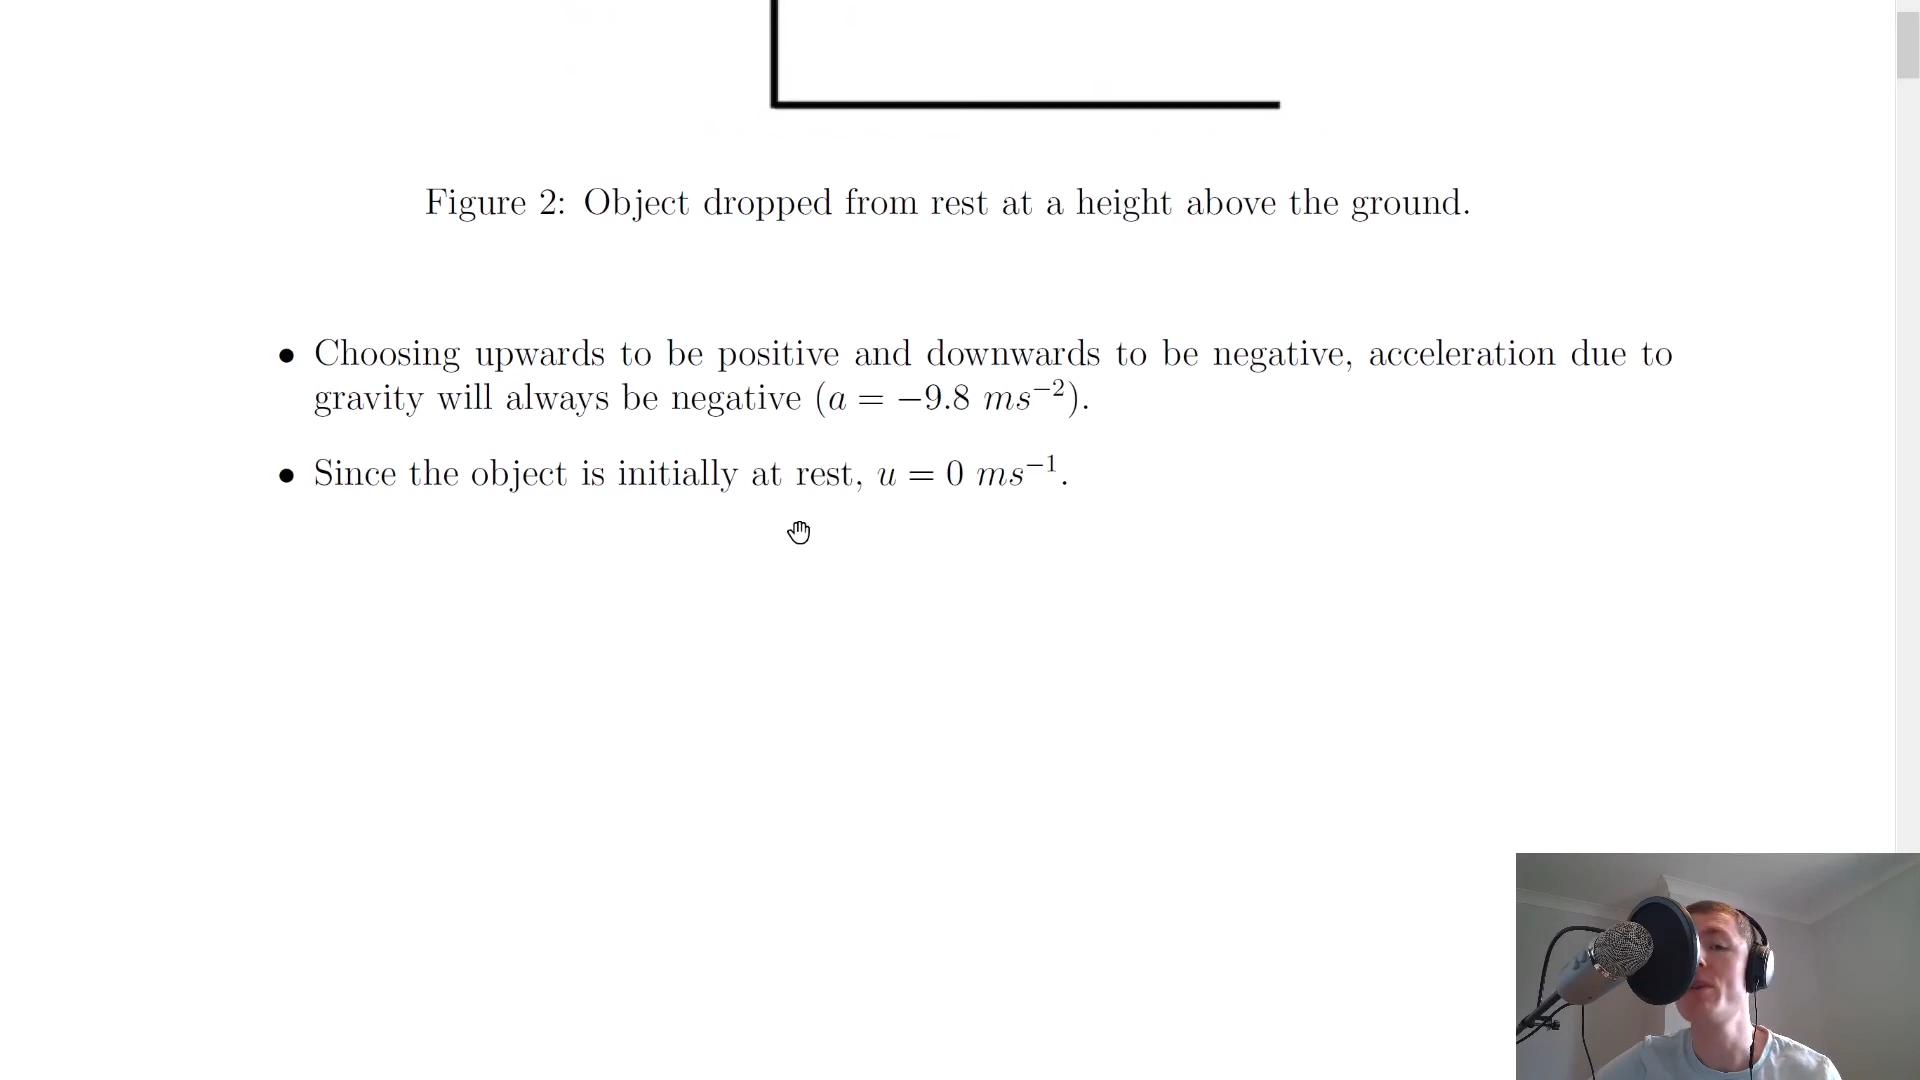 Figure 2: Object dropped from rest at a height above the ground.
• Choosing upwards to be positive and downwards to be negative, acceleration due to
gravity will always be negative (a = −9.8 ms⁻²).
• Since the object is initially at rest, u = 0 ms⁻¹.